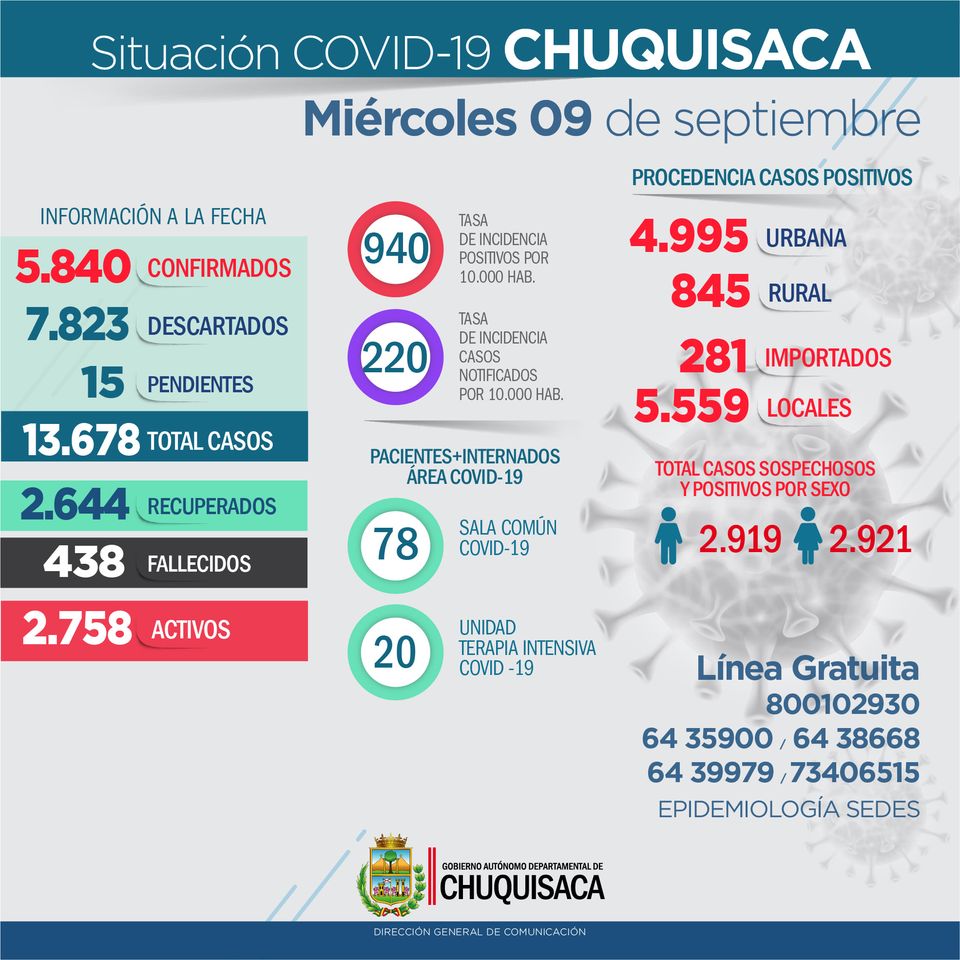 Situación COVID-19 CHUQUISACA
Miércoles 09 de septiembre
INFORMACIÓN A LA FECHA
5.840 CONFIRMADOS
7.823 DESCARTADOS
15 PENDIENTES
13.678 TOTAL CASOS
2.644 RECUPERADOS
438 FALLECIDOS
2.758 ACTIVOS
940
TASA
DE INCIDENCIA
POSITIVOS POR
10.000 HAB.
220
TASA
DE INCIDENCIA
CASOS
NOTIFICADOS
POR 10.000 HAB.
PACIENTES+INTERNADOS
ÁREA COVID-19
78
SALA COMÚN
COVID-19
20
UNIDAD
TERAPIA INTENSIVA
COVID -19
PROCEDENCIA CASOS POSITIVOS
4.995 URBANA
845 RURAL
281 IMPORTADOS
5.559 LOCALES
TOTAL CASOS SOSPECHOSOS
Y POSITIVOS POR SEXO
2.919 2.921
Línea Gratuita
800102930
64 35900 / 64 38668
64 39979 / 73406515
EPIDEMIOLOGÍA SEDES
GOBIERNO AUTÓNOMO DEPARTAMENTAL DE
CHUQUISACA
DIRECCIÓN GENERAL DE COMUNICACIÓN